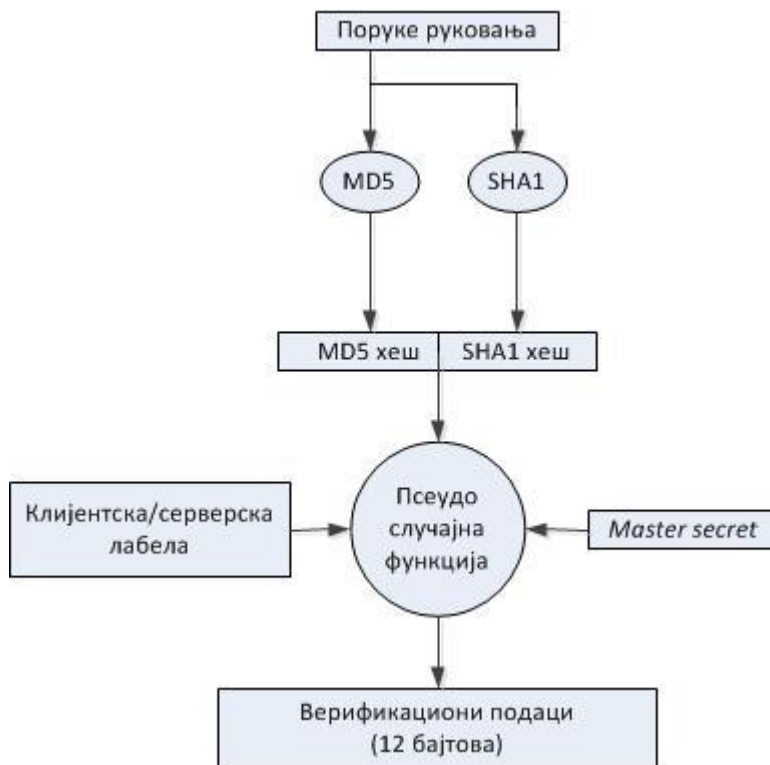 Поруке руковања
MD5
SHA1
MD5 хеш
SHA1 хеш
Клијентска/серверска
лабела
Псеудо
случајна
функција
Master secret
Верификациони подаци
(12 бајтова)